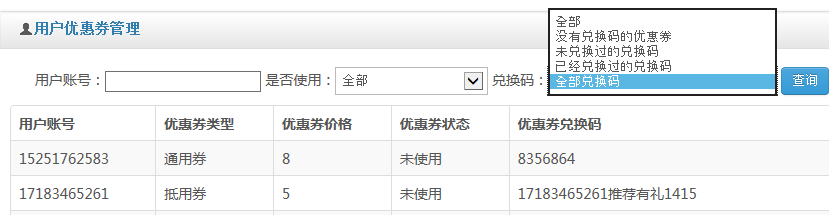 用户优惠券管理
全部
没有兑换码的优惠券
未兑换过的兑换码
已经兑换过的兑换码
全部兑换码
用户账号： 是否使用： 全部 兑换码： 查询
用户账号 优惠券类型 优惠券价格 优惠券状态 优惠券兑换码
15251762583 通用券 8 未使用 8356864
17183465261 抵用券 5 未使用 17183465261推荐有礼1415